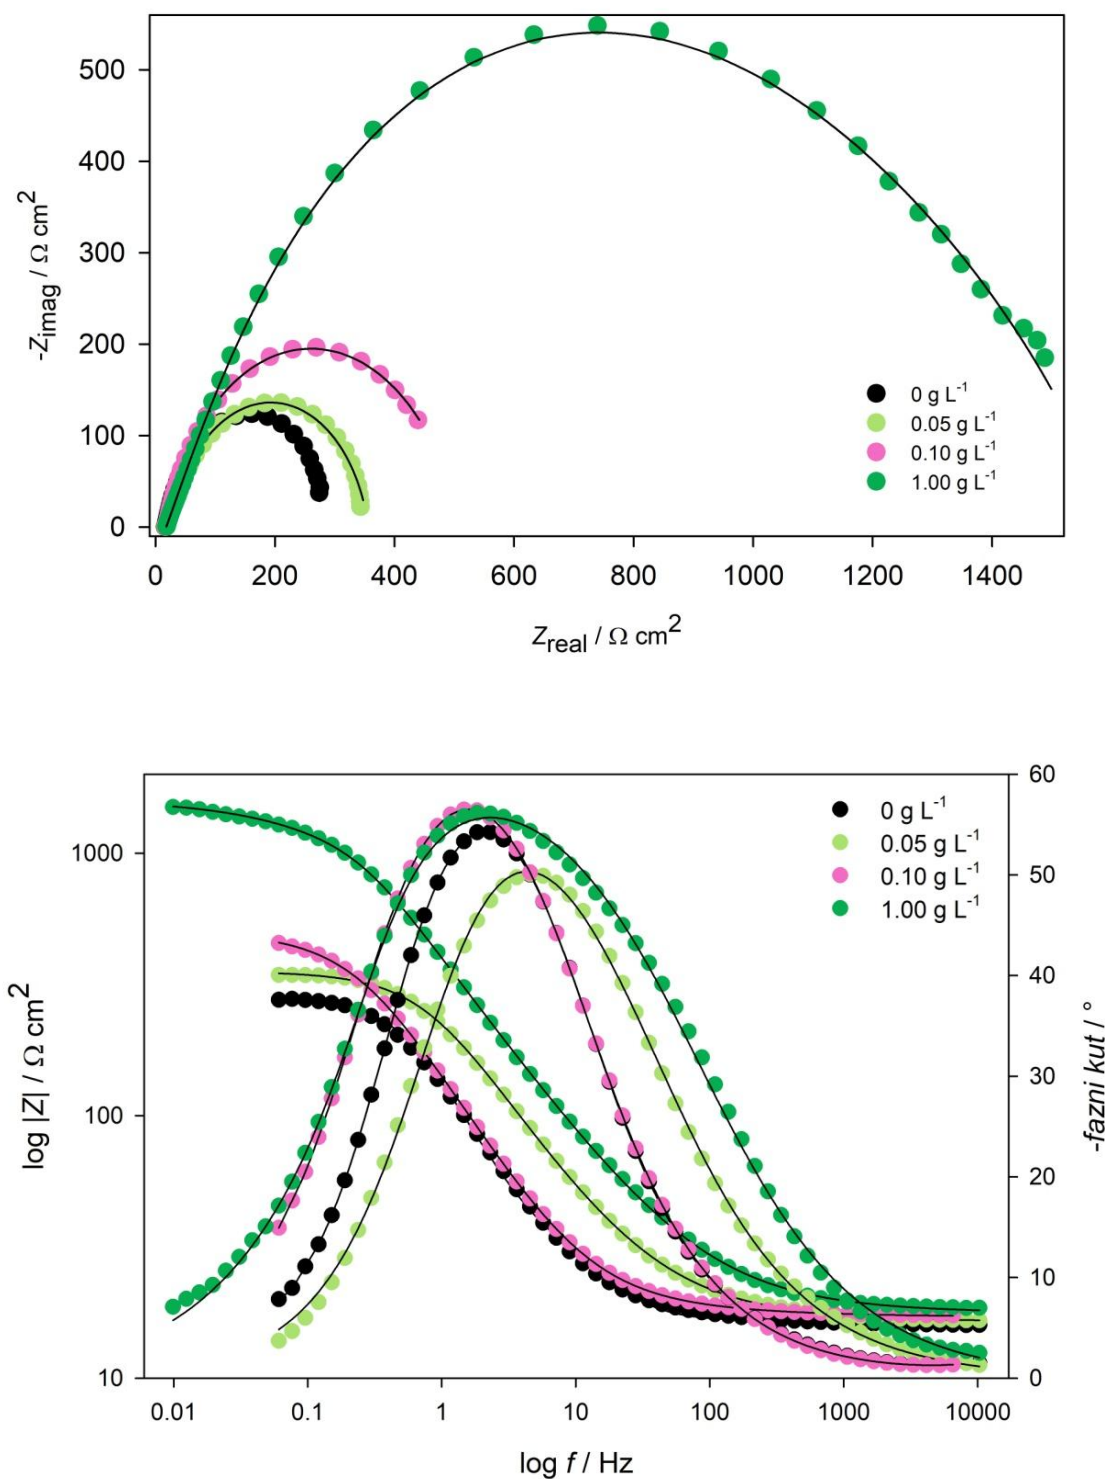 500
400
300
200
100
0
-Zimag / Ω cm2
0 g L-1
0.05 g L-1
0.10 g L-1
1.00 g L-1
0 200 400 600 800 1000 1200 1400
Zreal / Ω cm2
1000
100
10
log |Z| / Ω cm2
0 g L-1
0.05 g L-1
0.10 g L-1
1.00 g L-1
60
50
40
30
20
10
0
-fazni kut / °
0.01 0.1 1 10 100 1000 10000
log f / Hz